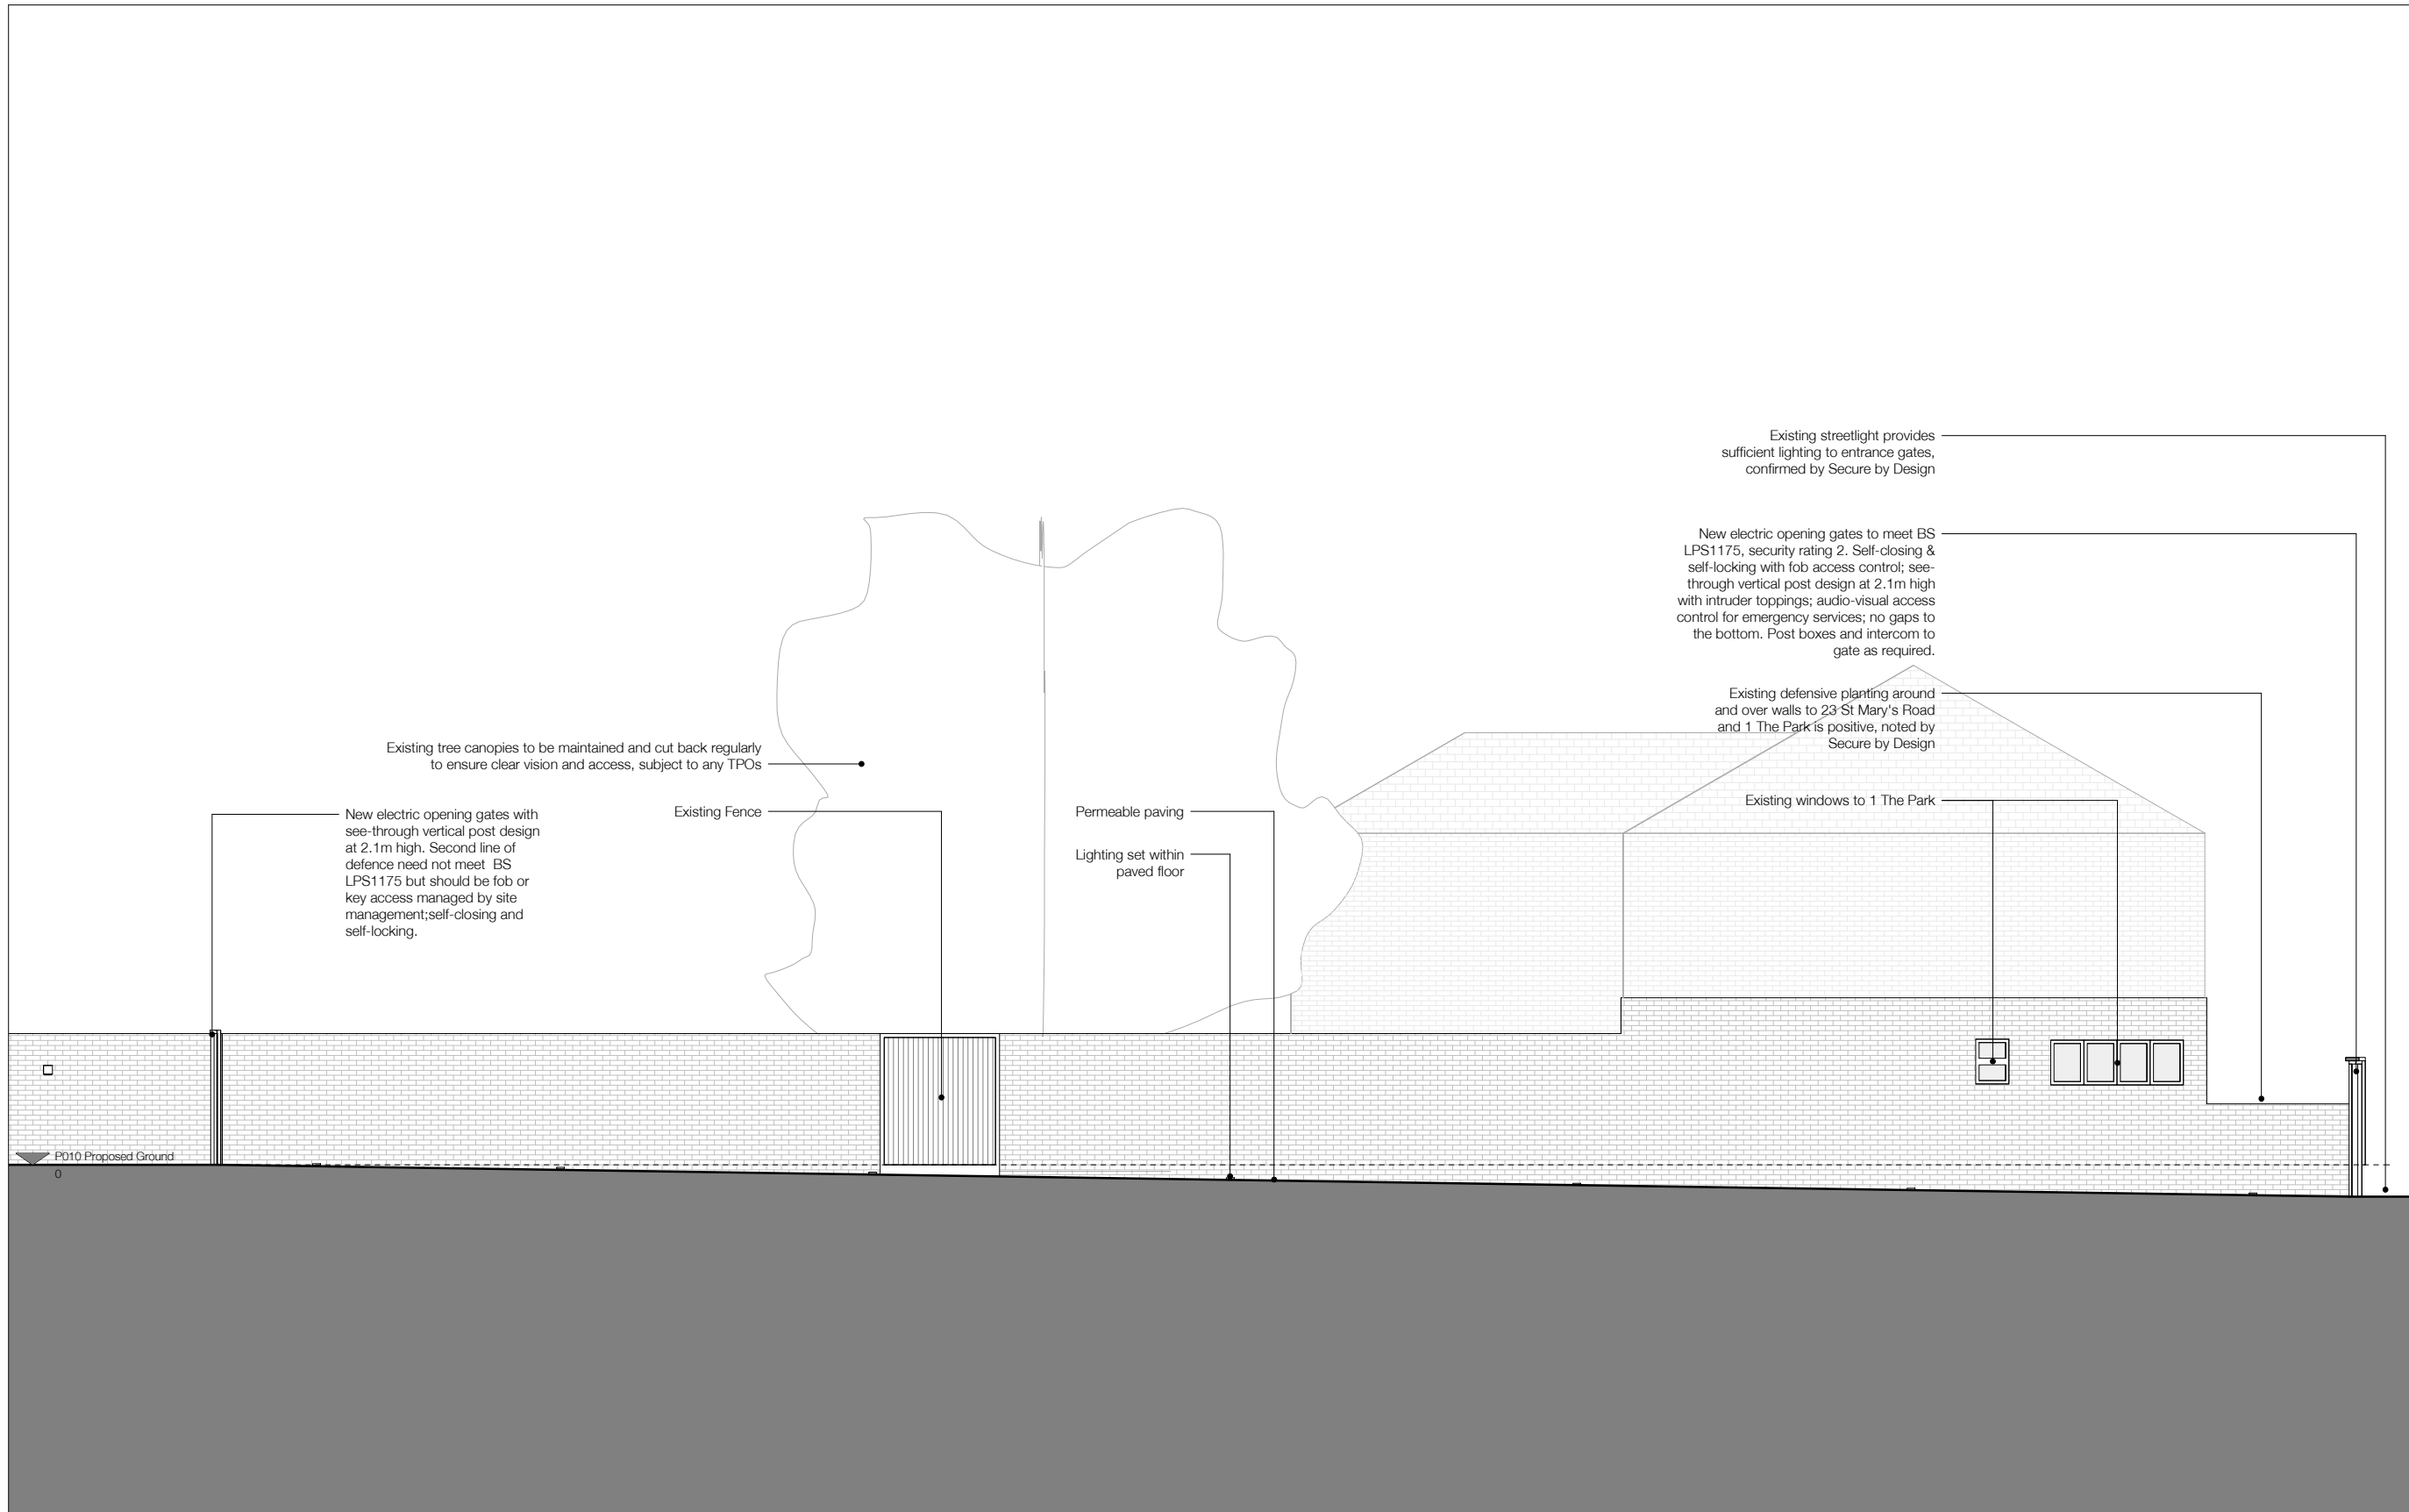 Existing streetlight provides
sufficient lighting to entrance gates,
confirmed by Secure by Design
New electric opening gates to meet BS
LPS1175, security rating 2. Self-closing &
self-locking with fob access control; see-
through vertical post design at 2.1m high
with intruder toppings; audio-visual access
control for emergency services; no gaps to
the bottom. Post boxes and intercom to
gate as required.
Existing defensive planting around
and over walls to 23 St Mary's Road
and 1 The Park is positive, noted by
Secure by Design
Existing tree canopies to be maintained and cut back regularly
to ensure clear vision and access, subject to any TPOs
Existing windows to 1 The Park
New electric opening gates with
see-through vertical post design
at 2.1m high. Second line of
defence need not meet  BS
LPS1175 but should be fob or
key access managed by site
management;self-closing and
self-locking.
Existing Fence
Permeable paving
Lighting set within
paved floor
P010 Proposed Ground
0